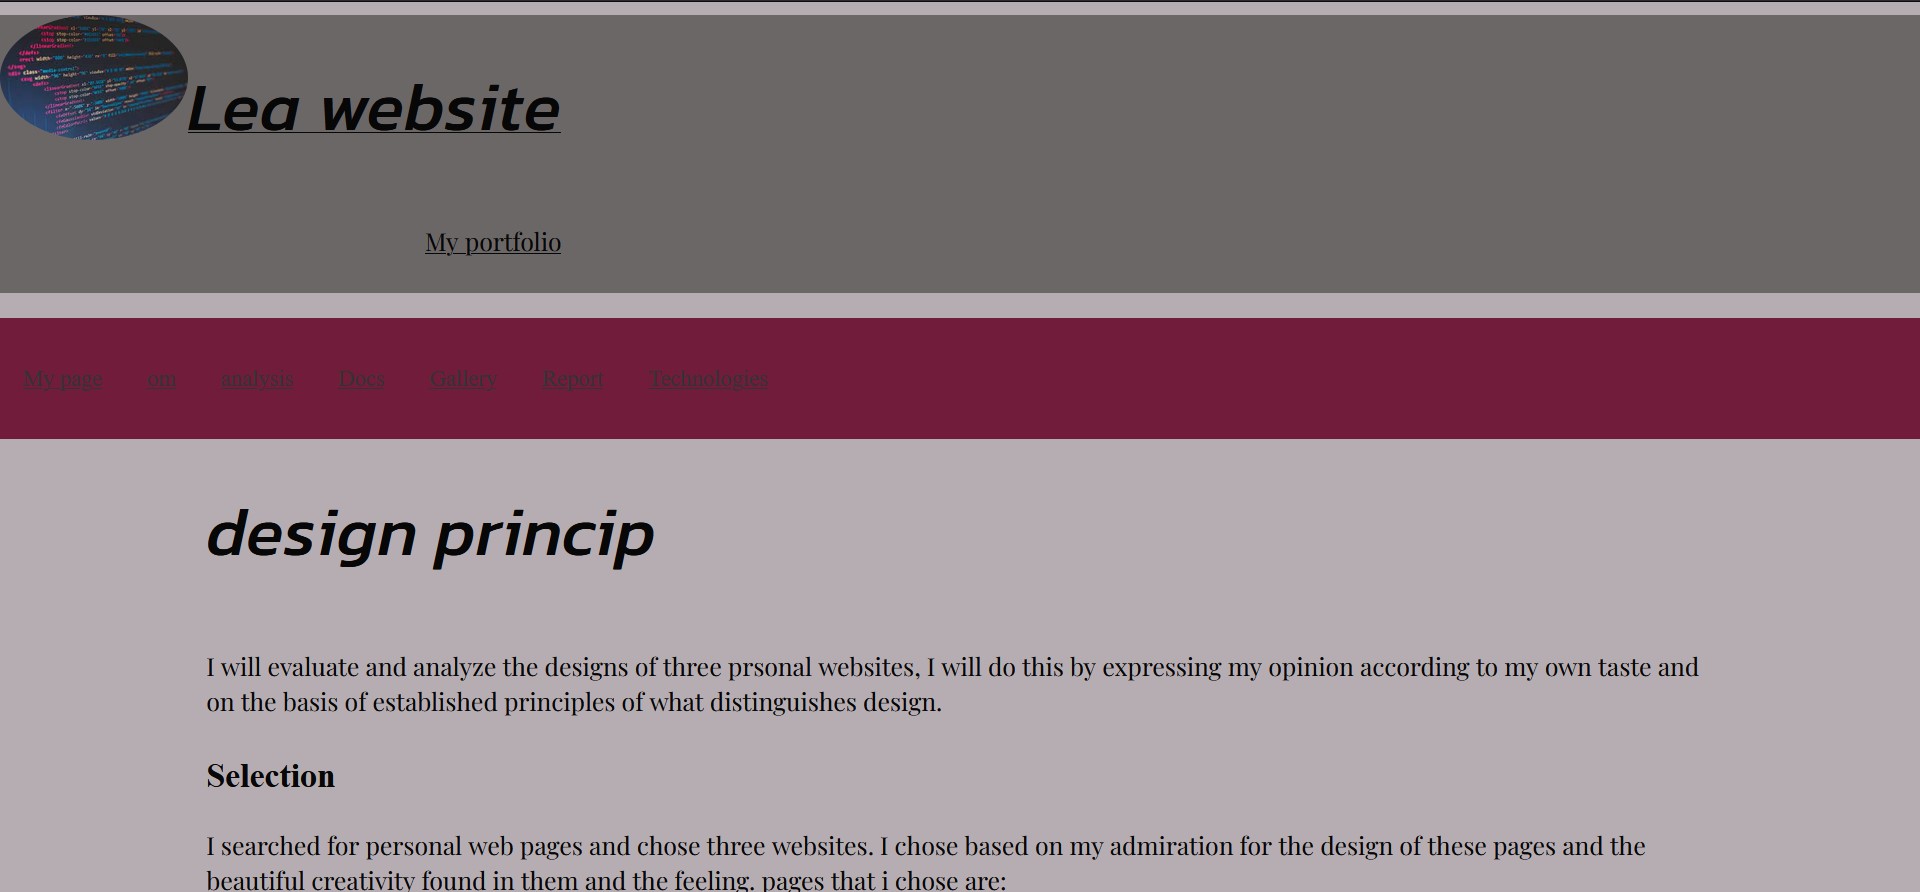 Lea website
My portfolio
My page om analysis Docs Gallery Report Technologies
design princip
I will evaluate and analyze the designs of three prsonal websites, I will do this by expressing my opinion according to my own taste and
on the basis of established principles of what distinguishes design.
Selection
I searched for personal web pages and chose three websites. I chose based on my admiration for the design of these pages and the
beautiful creativity found in them and the feeling. pages that i chose are: